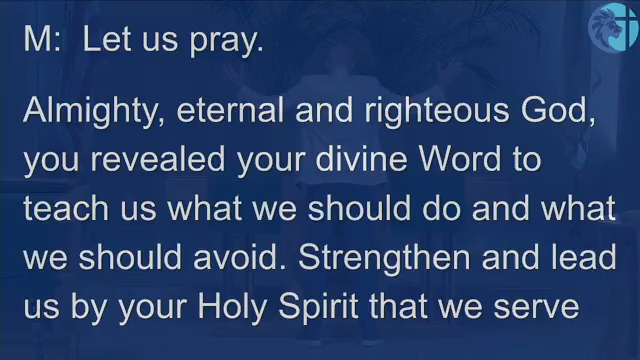 M: Let us pray.
Almighty, eternal and righteous God,
you revealed your divine Word to
teach us what we should do and what
we should avoid. Strengthen and lead
us by your Holy Spirit that we serve